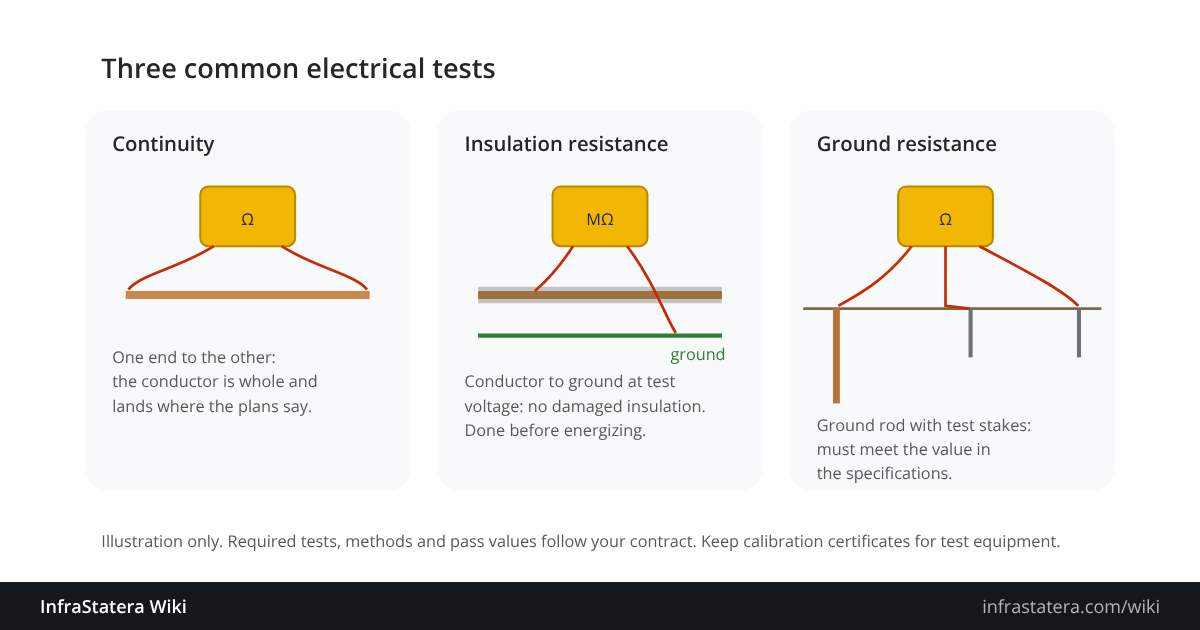 Three common electrical tests
Continuity
Ω
One end to the other:
the conductor is whole and
lands where the plans say.
Insulation resistance
MΩ
ground
Conductor to ground at test
voltage: no damaged insulation.
Done before energizing.
Ground resistance
Ω
Ground rod with test stakes:
must meet the value in
the specifications.
Illustration only. Required tests, methods and pass values follow your contract. Keep calibration certificates for test equipment.
InfraStatera Wiki
infrastatera.com/wiki